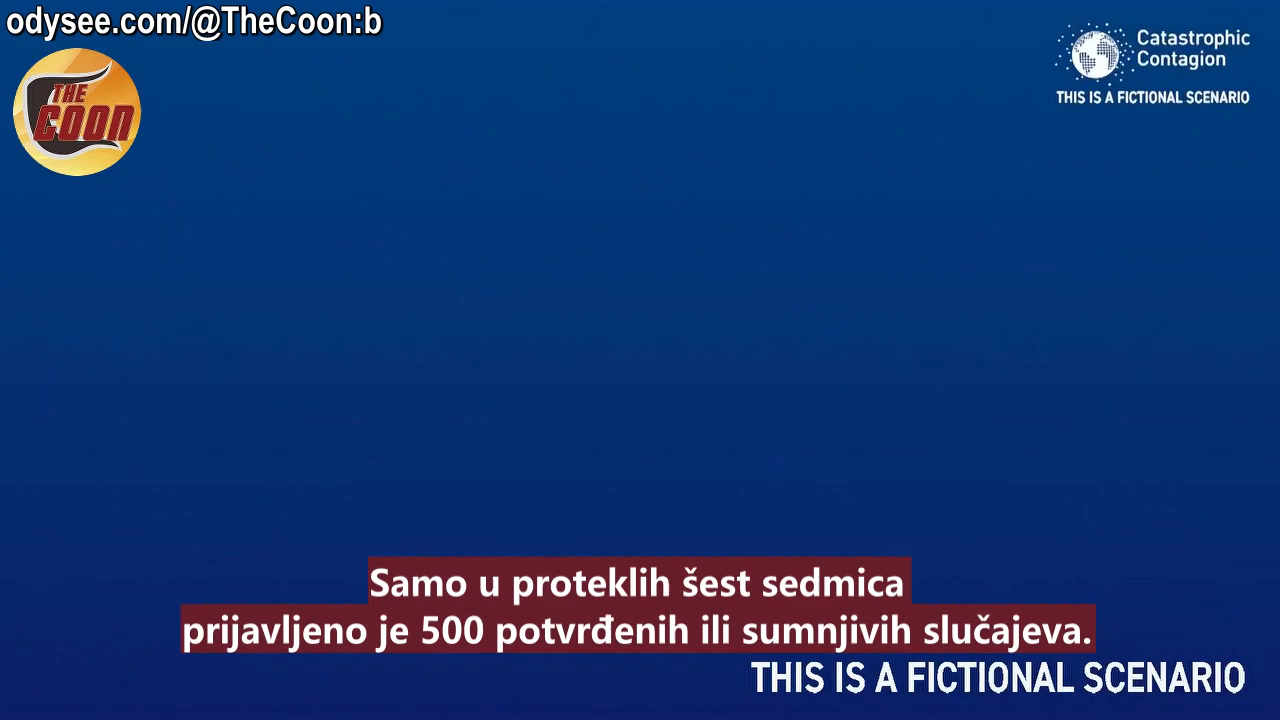 odysee.com/@TheCoon:b
THE
COON
Catastrophic
Contagion
THIS IS A FICTIONAL SCENARIO
Samo u proteklih šest sedmica
prijavljeno je 500 potvrđenih ili sumnjivih slučajeva.
THIS IS A FICTIONAL SCENARIO